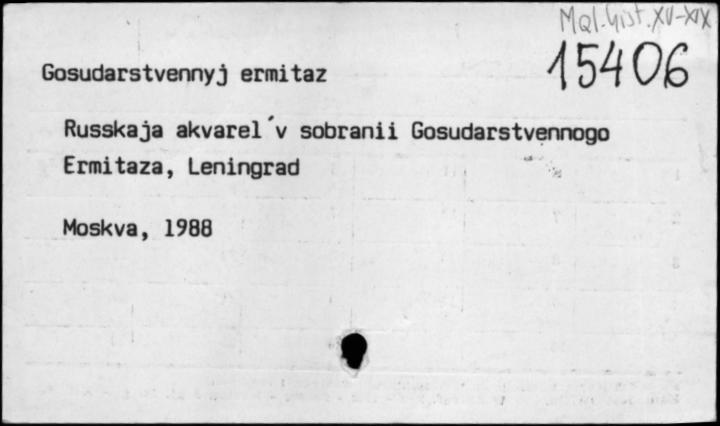 Mal. Gist. XV-XIX
15406
Gosudarstvennyj ermitaz
Russkaja akvarel´v sobranii Gosudarstvennogo
Ermitaza, Leningrad
Moskva, 1988